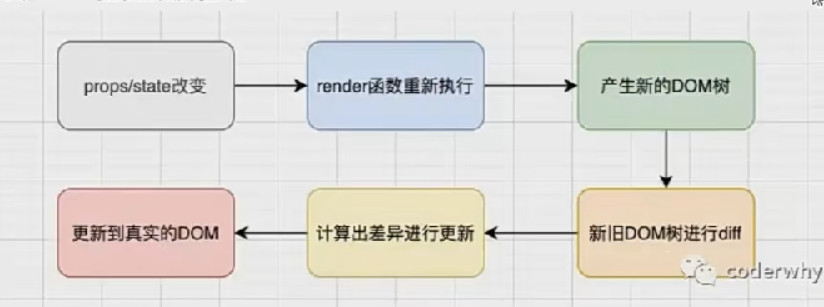 props/state改变
render函数重新执行
产生新的DOM树
更新到真实的DOM
计算出差异进行更新
新旧DOM树进行diff
coderwhy